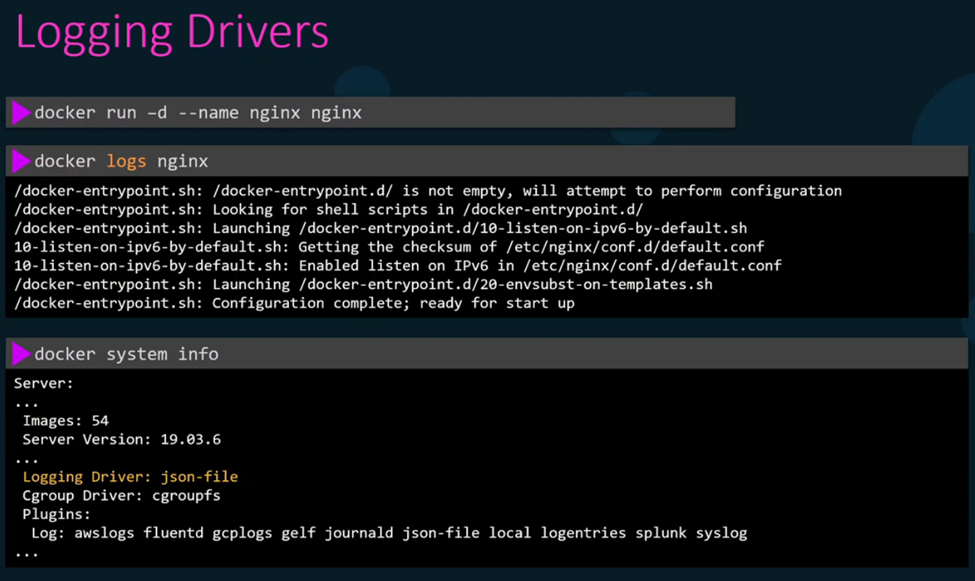 Logging Drivers
docker run –d --name nginx nginx
docker logs nginx
/docker-entrypoint.sh: /docker-entrypoint.d/ is not empty, will attempt to perform configuration
/docker-entrypoint.sh: Looking for shell scripts in /docker-entrypoint.d/
/docker-entrypoint.sh: Launching /docker-entrypoint.d/10-listen-on-ipv6-by-default.sh
10-listen-on-ipv6-by-default.sh: Getting the checksum of /etc/nginx/conf.d/default.conf
10-listen-on-ipv6-by-default.sh: Enabled listen on IPv6 in /etc/nginx/conf.d/default.conf
/docker-entrypoint.sh: Launching /docker-entrypoint.d/20-envsubst-on-templates.sh
/docker-entrypoint.sh: Configuration complete; ready for start up
docker system info
Server:
...
Images: 54
Server Version: 19.03.6
...
Logging Driver: json-file
Cgroup Driver: cgroupfs
Plugins:
Log: awslogs fluentd gcplogs gelf journald json-file local logentries splunk syslog
...